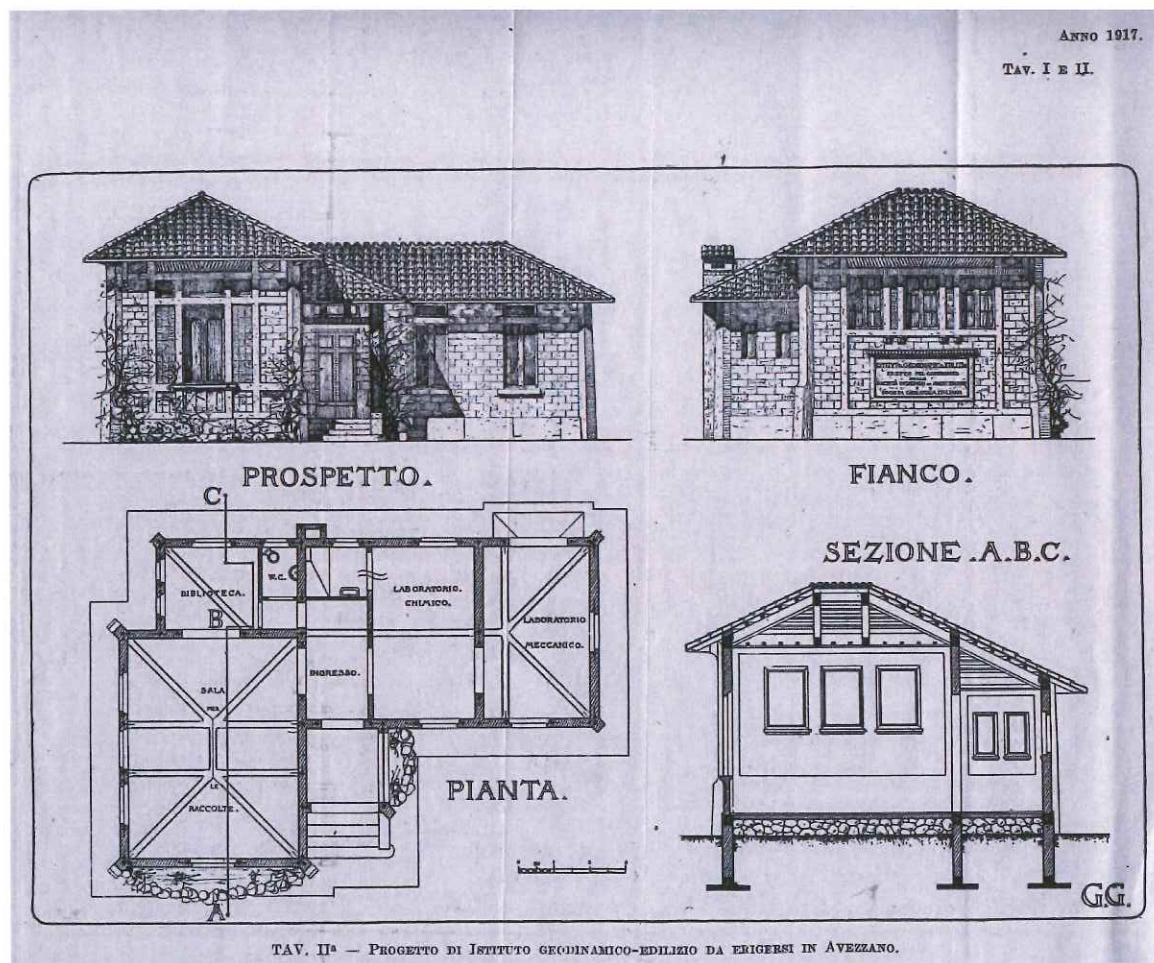 ANNO 1917.
TAV. I E II.
PROSPETTO.
FIANCO.
C
SEZIONE .A.B.C.
W.C.
BIBLIOTECA.
LABORATORIO.
CHIMICO.
B
LABORATORIO
MECCANICO.
INGRESSO.
SALA
PER
LE
RACCOLTE.
PIANTA.
A
GG.
TAV. IIª — PROGETTO DI ISTITUTO GEODINAMICO-EDILIZIO DA ERIGERSI IN AVEZZANO.